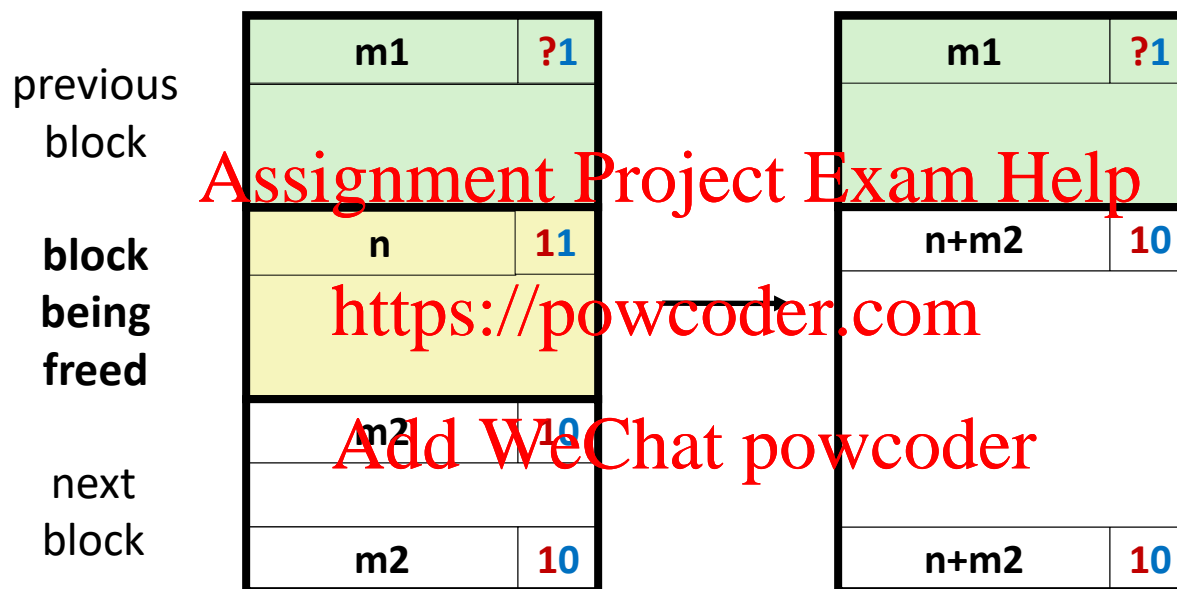 m1 ?1 m1 ?1
previous
block
Assignment Project Exam Help
n 11 n+m2 10
block
being
freed
https://powcoder.com
m2 10
Add WeChat powcoder
next
block
m2 10 n+m2 10